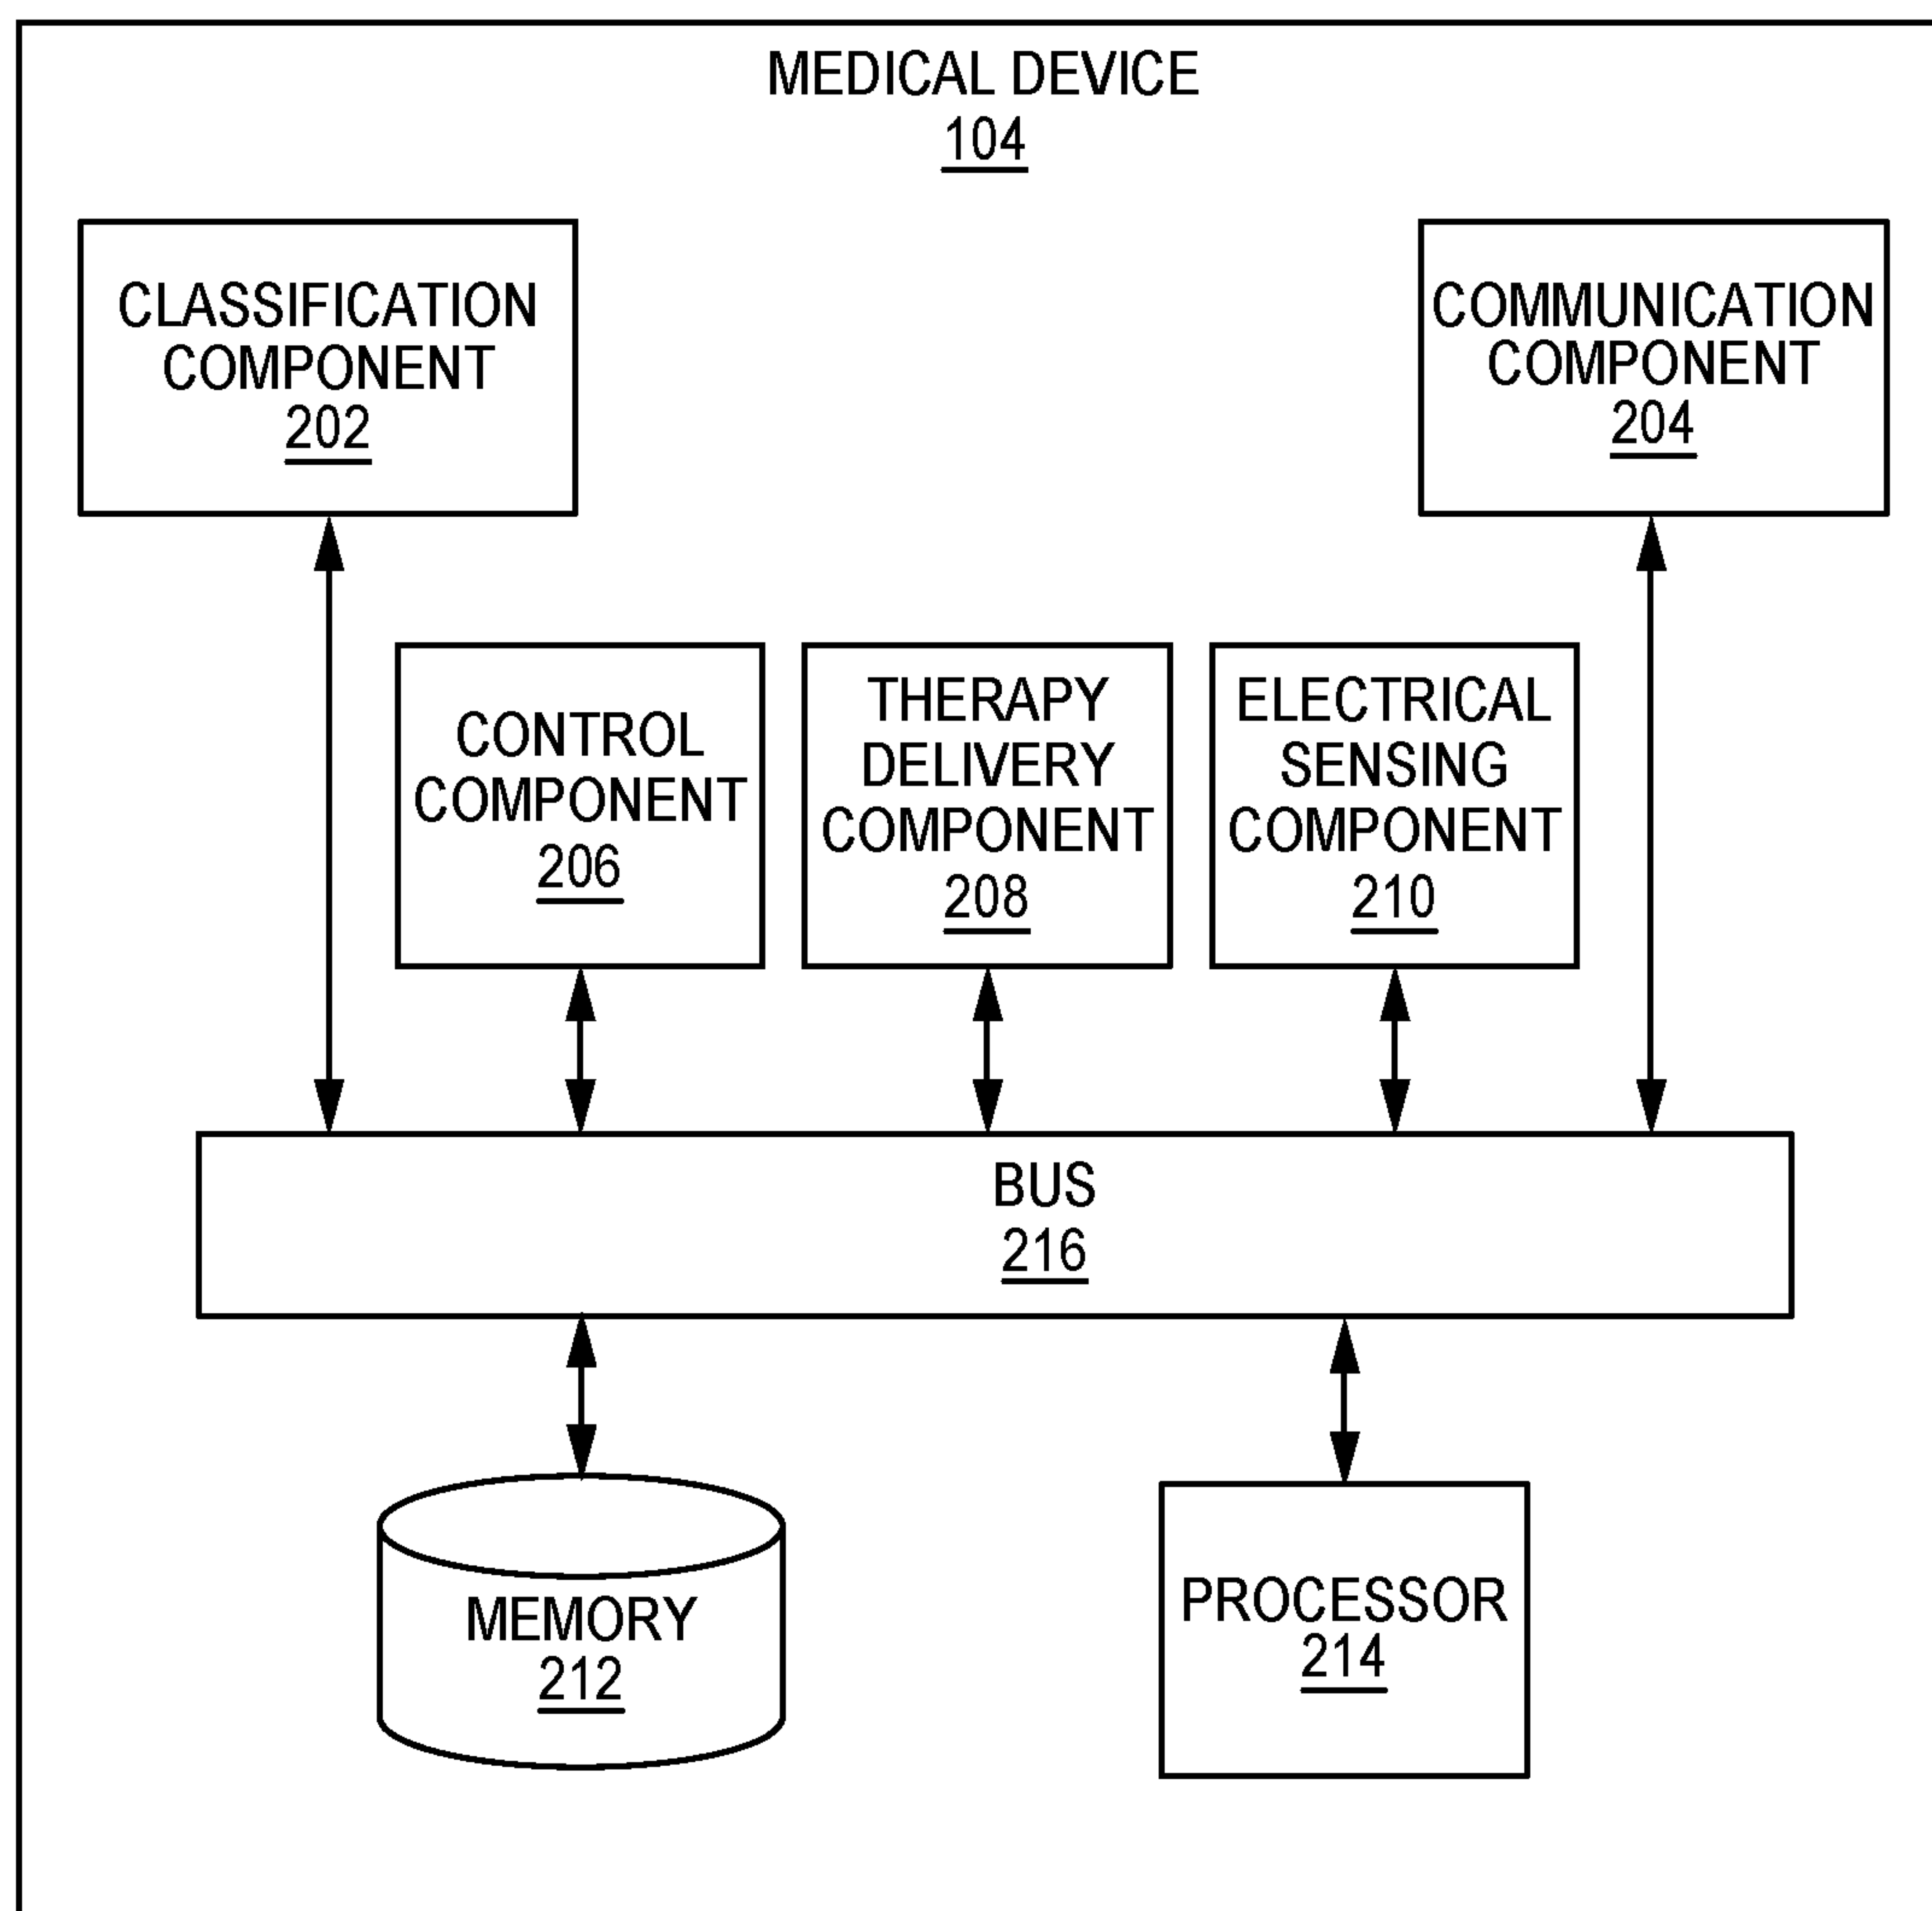 MEDICAL DEVICE
104
CLASSIFICATION
COMPONENT
202
COMMUNICATION
COMPONENT
204
CONTROL
COMPONENT
206
THERAPY
DELIVERY
COMPONENT
208
ELECTRICAL
SENSING
COMPONENT
210
BUS
216
MEMORY
212
PROCESSOR
214